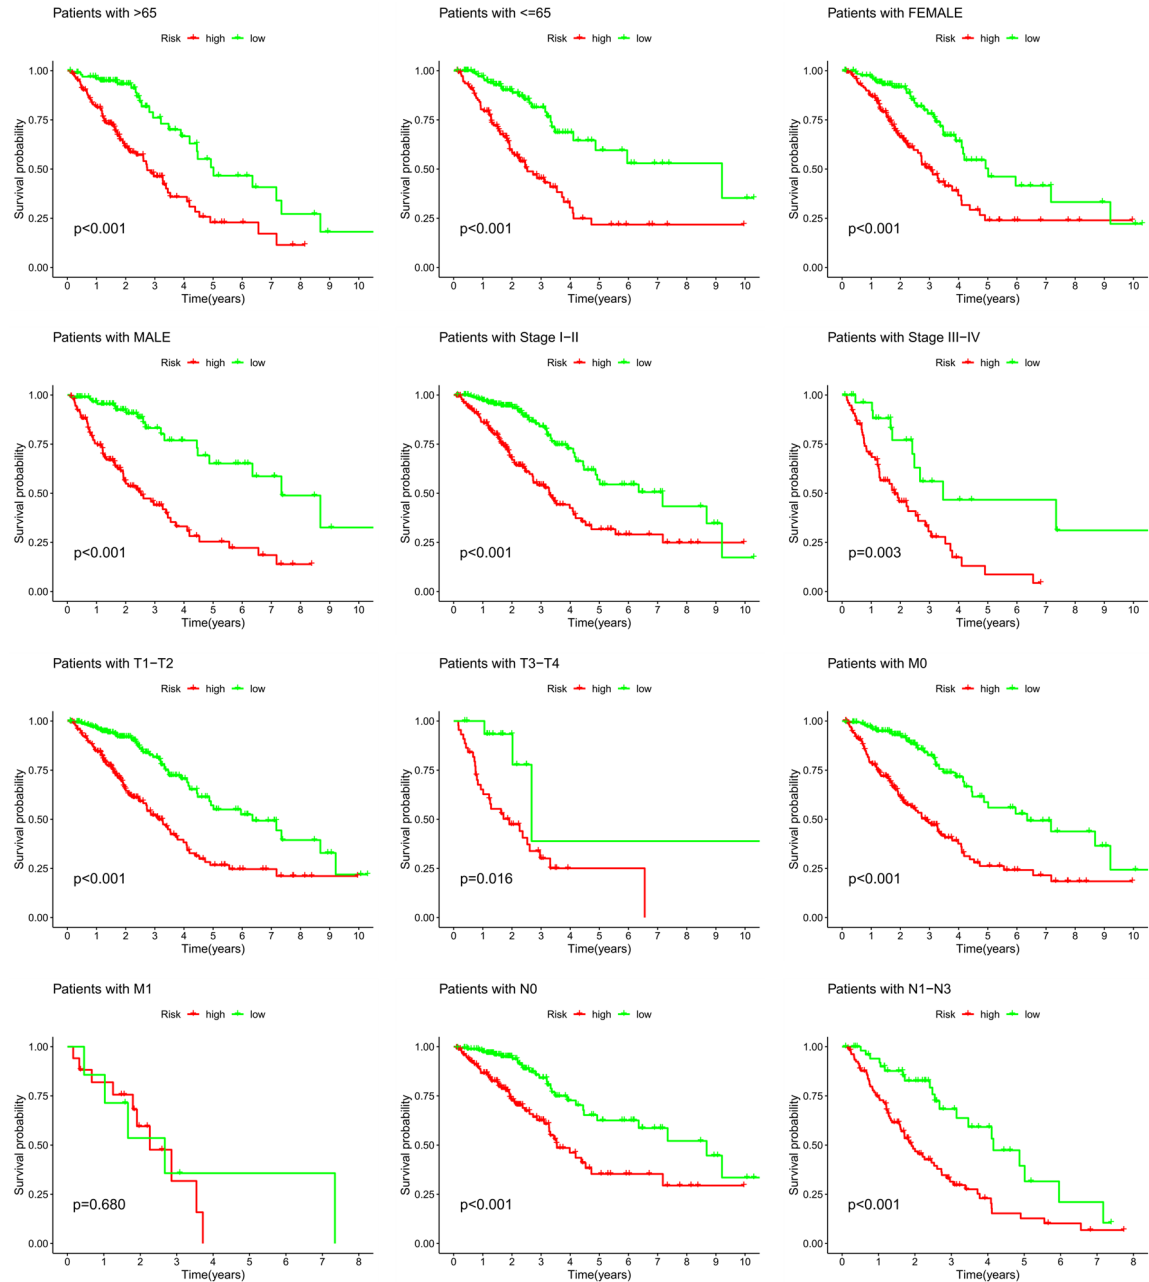 Patients with >65
Risk high low
Survival probability
1.00
0.75
0.50
0.25
0.00
p<0.001
0 1 2 3 4 5 6 7 8 9 10
Time(years)
Patients with <=65
Risk high low
Survival probability
1.00
0.75
0.50
0.25
0.00
p<0.001
0 1 2 3 4 5 6 7 8 9 10
Time(years)
Patients with FEMALE
Risk high low
Survival probability
1.00
0.75
0.50
0.25
0.00
p<0.001
0 1 2 3 4 5 6 7 8 9 10
Time(years)
Patients with MALE
Risk high low
Survival probability
1.00
0.75
0.50
0.25
0.00
p<0.001
0 1 2 3 4 5 6 7 8 9 10
Time(years)
Patients with Stage I−II
Risk high low
Survival probability
1.00
0.75
0.50
0.25
0.00
p<0.001
0 1 2 3 4 5 6 7 8 9 10
Time(years)
Patients with Stage III−IV
Risk high low
Survival probability
1.00
0.75
0.50
0.25
0.00
p=0.003
0 1 2 3 4 5 6 7 8 9 10
Time(years)
Patients with T1−T2
Risk high low
Survival probability
1.00
0.75
0.50
0.25
0.00
p<0.001
0 1 2 3 4 5 6 7 8 9 10
Time(years)
Patients with T3−T4
Risk high low
Survival probability
1.00
0.75
0.50
0.25
0.00
p=0.016
0 1 2 3 4 5 6 7 8 9 10
Time(years)
Patients with M0
Risk high low
Survival probability
1.00
0.75
0.50
0.25
0.00
p<0.001
0 1 2 3 4 5 6 7 8 9 10
Time(years)
Patients with M1
Risk high low
Survival probability
1.00
0.75
0.50
0.25
0.00
p=0.680
0 1 2 3 4 5 6 7 8
Time(years)
Patients with N0
Risk high low
Survival probability
1.00
0.75
0.50
0.25
0.00
p<0.001
0 1 2 3 4 5 6 7 8 9 10
Time(years)
Patients with N1−N3
Risk high low
Survival probability
1.00
0.75
0.50
0.25
0.00
p<0.001
0 1 2 3 4 5 6 7 8
Time(years)